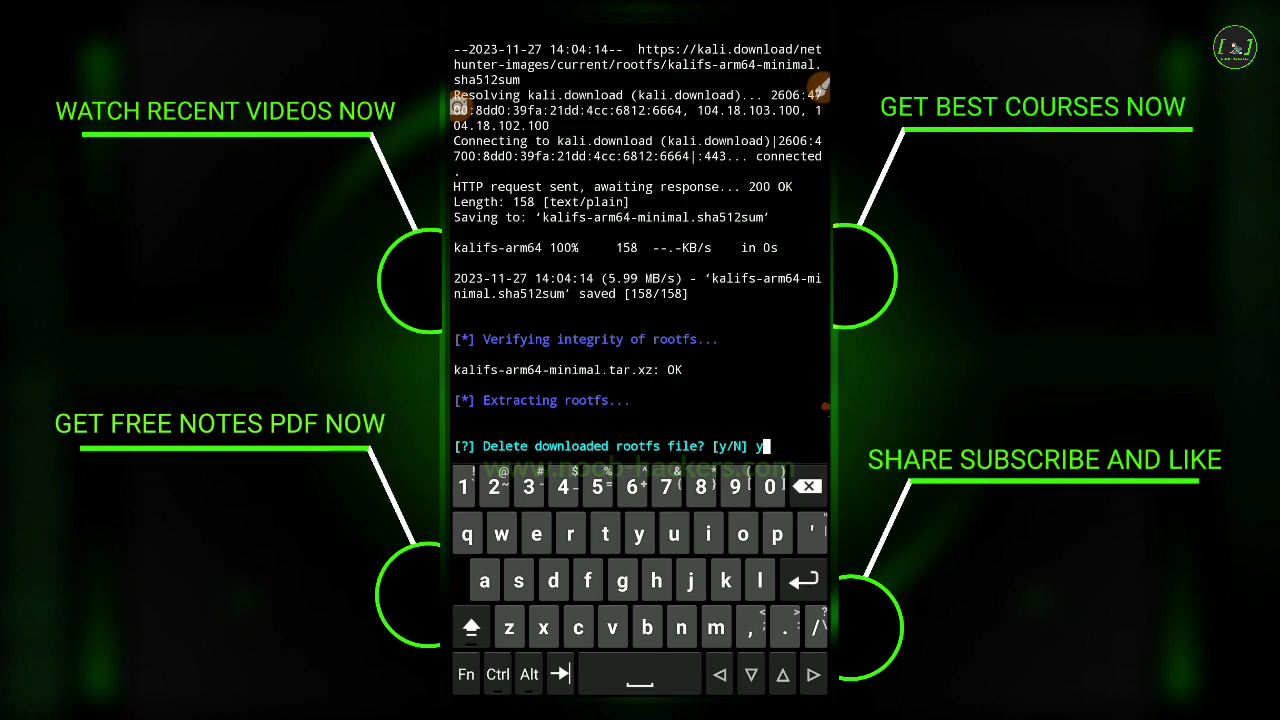 WATCH RECENT VIDEOS NOW
GET BEST COURSES NOW
GET FREE NOTES PDF NOW
SHARE SUBSCRIBE AND LIKE
--2023-11-27 14:04:14-- https://kali.download/net
hunter-images/current/rootfs/kalifs-arm64-minimal.
sha512sum
Resolving kali.download (kali.download)... 2606:47
00:8dd0:39fa:21dd:4cc:6812:6664, 104.18.103.100, 1
04.18.102.100
Connecting to kali.download (kali.download)|2606:4
700:8dd0:39fa:21dd:4cc:6812:6664|:443... connected
.
HTTP request sent, awaiting response... 200 OK
Length: 158 [text/plain]
Saving to: ‘kalifs-arm64-minimal.sha512sum’
kalifs-arm64 100% 158 --.-KB/s in 0s
2023-11-27 14:04:14 (5.99 MB/s) - ‘kalifs-arm64-mi
nimal.sha512sum’ saved [158/158]
[*] Verifying integrity of rootfs...
kalifs-arm64-minimal.tar.xz: OK
[*] Extracting rootfs...
[?] Delete downloaded rootfs file? [y/N] y
www.noob-hackers.com
! @ # $ % ^ & * ( )
1 2 ~ 3 - 4 _ 5 = 6 + 7 { 8 } 9 [ 0 ]
q w e r t y u i o p ' "
a s d f g h j k l
z x c v b n m , < . > / ? \
Fn Ctrl Alt